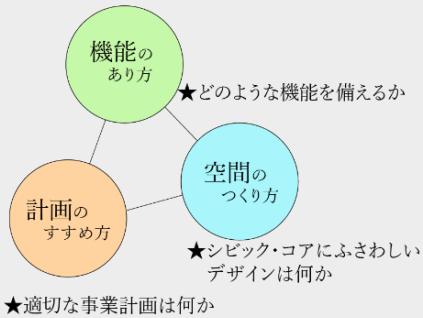 機能の
あり方
★どのような機能を備えるか
空間の
つくり方
計画の
すすめ方
★シビック・コアにふさわしい
デザインは何か
★適切な事業計画は何か